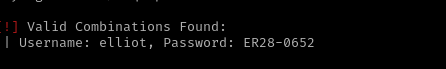 [!] Valid Combinations Found:
| Username: elliot, Password: ER28-0652